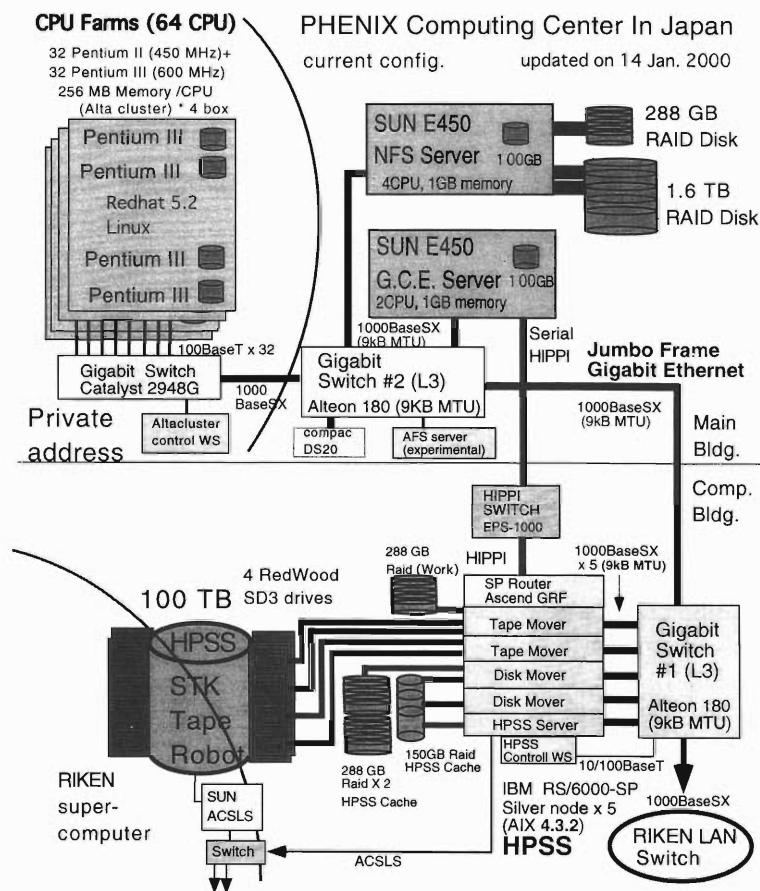 CPU Farms (64 CPU)
PHENIX Computing Center In Japan
32 Pentium II (450 MHz)+
32 Pentium III (600 MHz)
256 MB Memory /CPU
(Alta cluster) * 4 box
current config.
updated on 14 Jan. 2000
Pentium III
Pentium III
Redhat 5.2
Linux
Pentium III
Pentium III
SUN E450
NFS Server
100GB
4CPU, 1GB memory
288 GB
RAID Disk
1.6 TB
RAID Disk
SUN E450
G.C.E. Server
100GB
2CPU, 1GB memory
100BaseT x 32
1000BaseSX
(9kB MTU)
Serial
HIPPI
Gigabit Switch
Catalyst 2948G
1000
BaseSX
Gigabit
Switch #2 (L3)
Alteon 180 (9KB MTU)
Jumbo Frame
Gigabit Ethernet
1000BaseSX
(9kB MTU)
Private
address
Altacluster
control WS
compac
DS20
AFS server
(experimental)
Main
Bldg.
Comp.
Bldg.
HIPPI
SWITCH
EPS-1000
HIPPI
1000BaseSX
x 5 (9kB MTU)
288 GB
Raid (Work)
4 RedWood
SD3 drives
100 TB
HPSS
STK
Tape
Robot
SP Router
Ascend GRF
Tape Mover
Tape Mover
Disk Mover
Disk Mover
HPSS Server
HPSS
Controll WS
Gigabit
Switch
#1 (L3)
Alteon 180
(9kB MTU)
10/100BaseT
288 GB
Raid X 2
HPSS Cache
150GB Raid
HPSS Cache
RIKEN
super-
computer
SUN
ACSLS
Switch
ACSLS
IBM RS/6000-SP
Silver node x 5
(AIX 4.3.2)
HPSS
1000BaseSX
RIKEN LAN
Switch